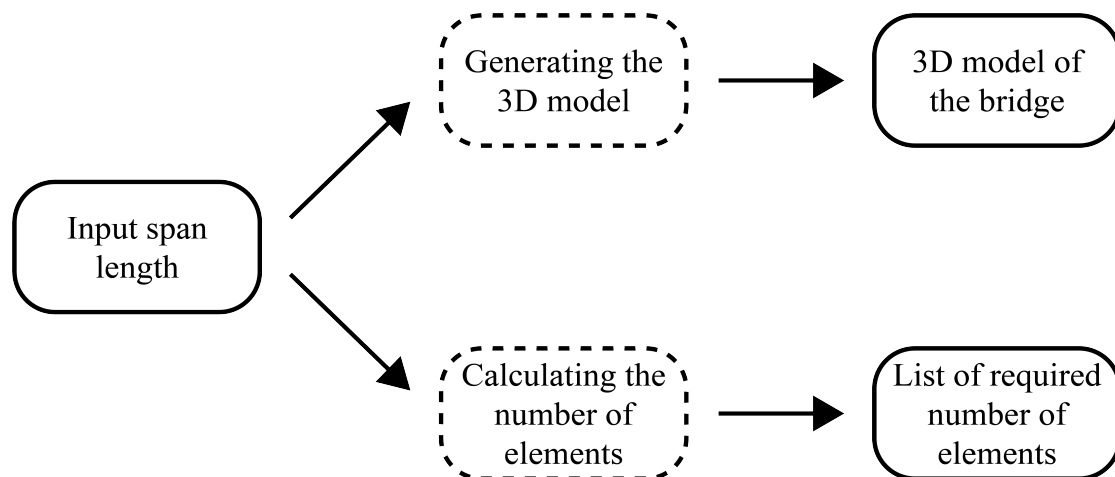 Generating the
3D model
3D model of
the bridge
Input span
length
Calculating the
number of
elements
List of required
number of
elements